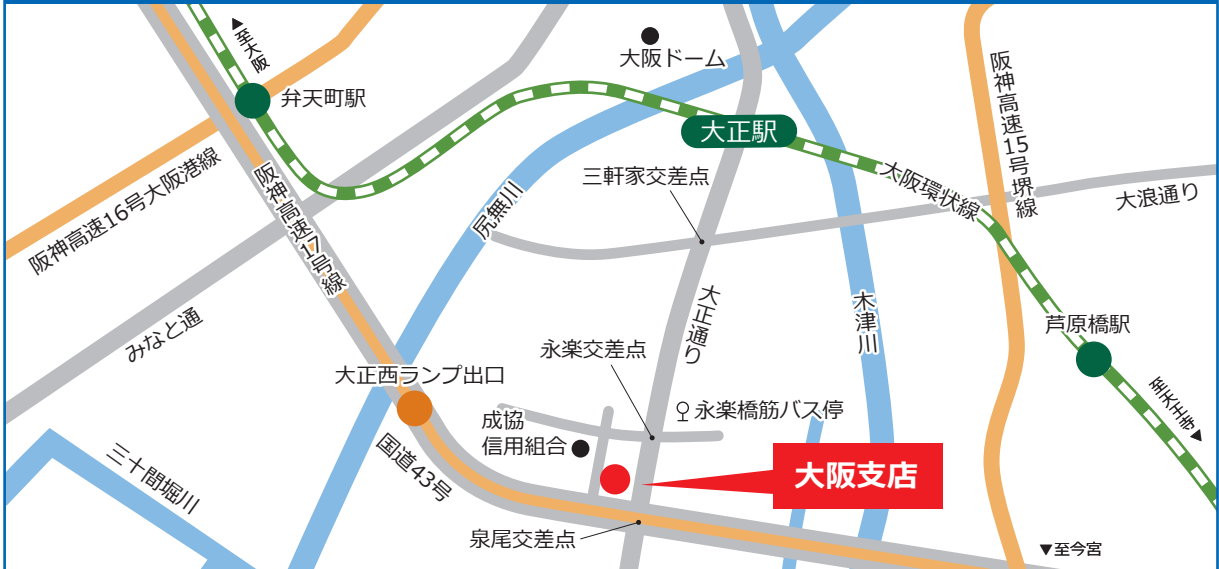 ▲至大阪
大阪ドーム
弁天町駅
大正駅
阪神高速15号堺線
三軒家交差点
大阪環状線
大浪通り
阪神高速16号大阪港線
阪神高速17号線
尻無川
みなと通
大正通り
木津川
芦原橋駅
永楽交差点
大正西ランプ出口
至天王寺▼
成協
信用組合
永楽橋筋バス停
三十間堀川
国道43号
大阪支店
泉尾交差点
▼至今宮